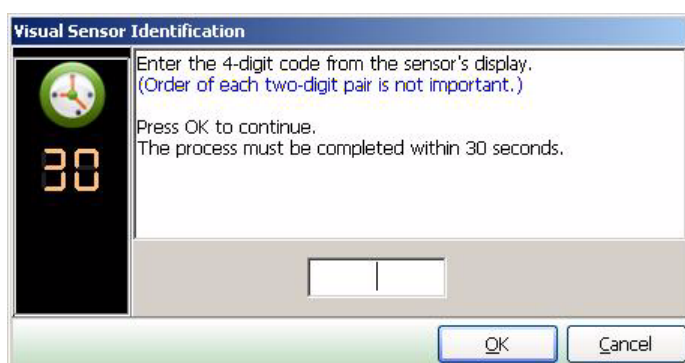 Visual Sensor Identification
Enter the 4-digit code from the sensor's display.
(Order of each two-digit pair is not important.)
Press OK to continue.
The process must be completed within 30 seconds.
30
OK
Cancel